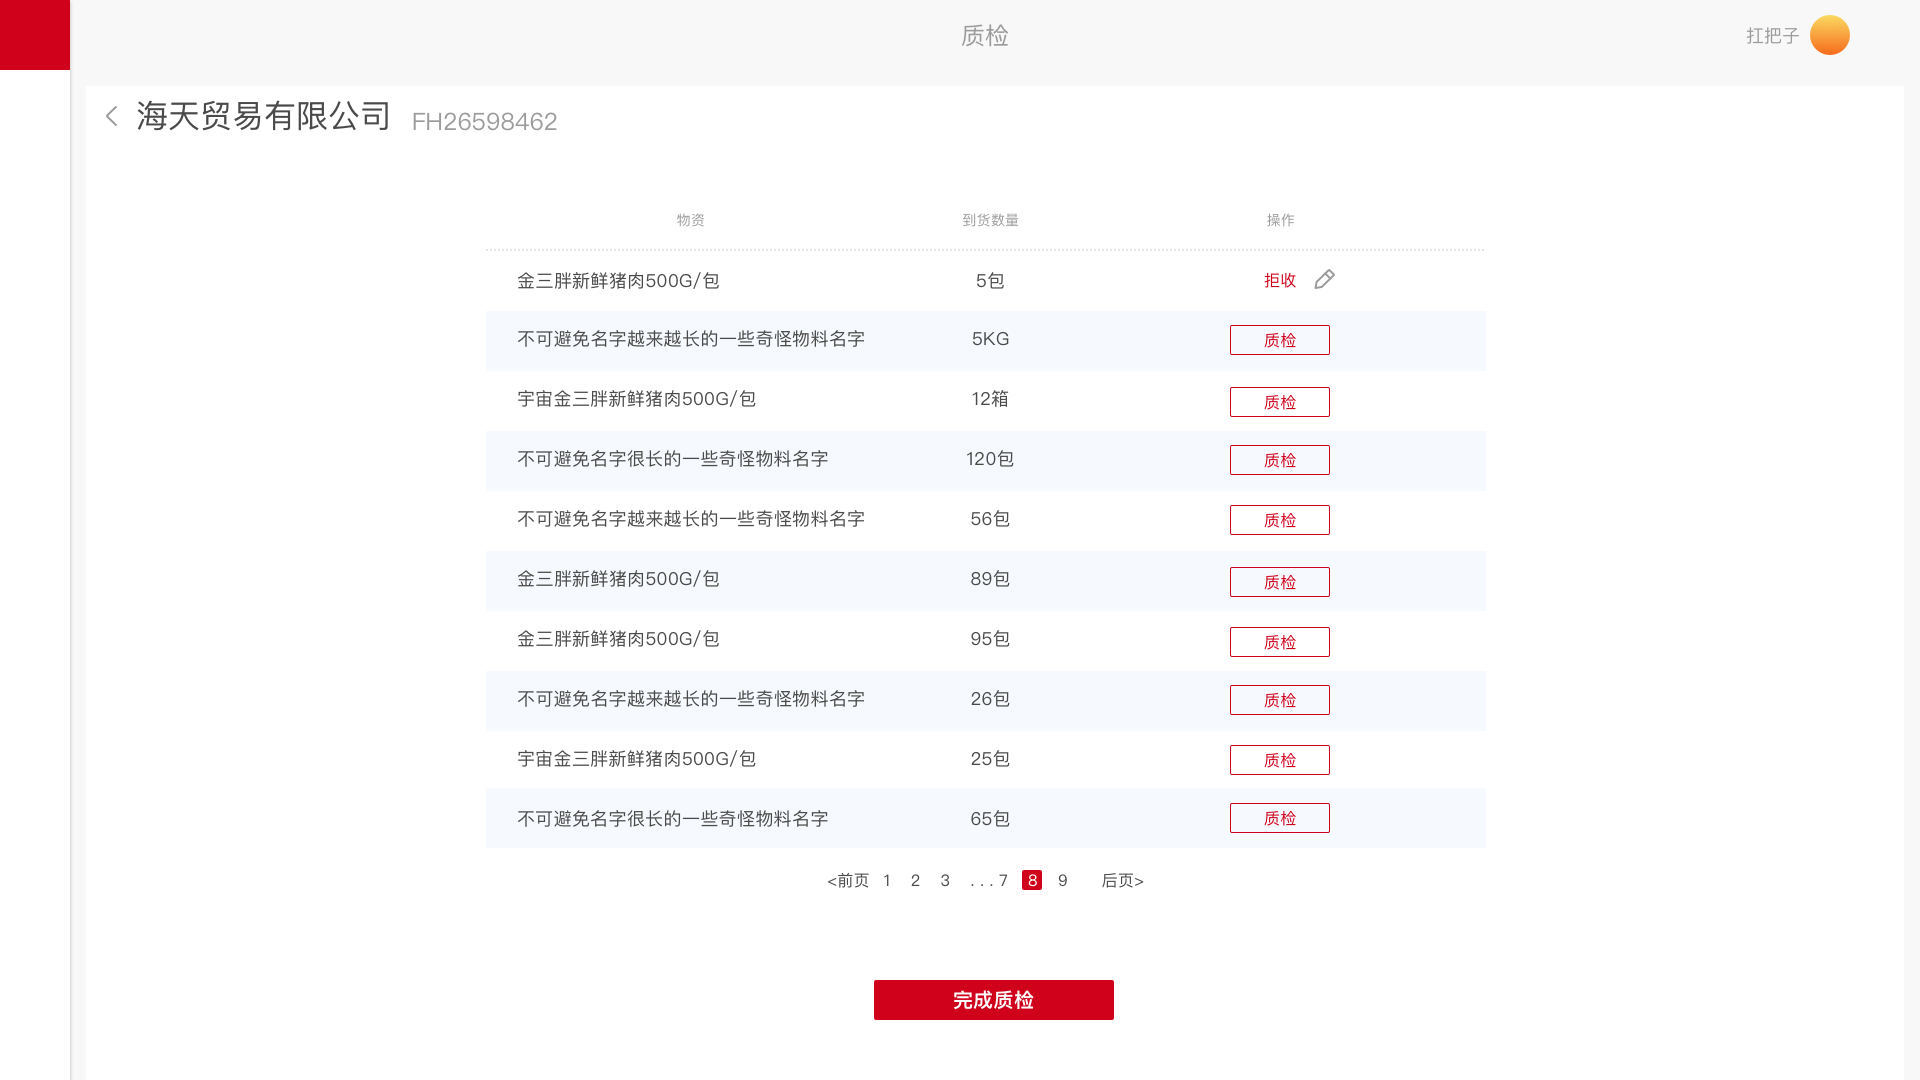 质检
扛把子
海天贸易有限公司 FH26598462
物资 到货数量 操作
金三胖新鲜猪肉500G/包 5包 拒收
不可避免名字越来越长的一些奇怪物料名字 5KG 质检
宇宙金三胖新鲜猪肉500G/包 12箱 质检
不可避免名字很长的一些奇怪物料名字 120包 质检
不可避免名字越来越长的一些奇怪物料名字 56包 质检
金三胖新鲜猪肉500G/包 89包 质检
金三胖新鲜猪肉500G/包 95包 质检
不可避免名字越来越长的一些奇怪物料名字 26包 质检
宇宙金三胖新鲜猪肉500G/包 25包 质检
不可避免名字很长的一些奇怪物料名字 65包 质检
<前页 1 2 3 ...7 8 9 后页>
完成质检